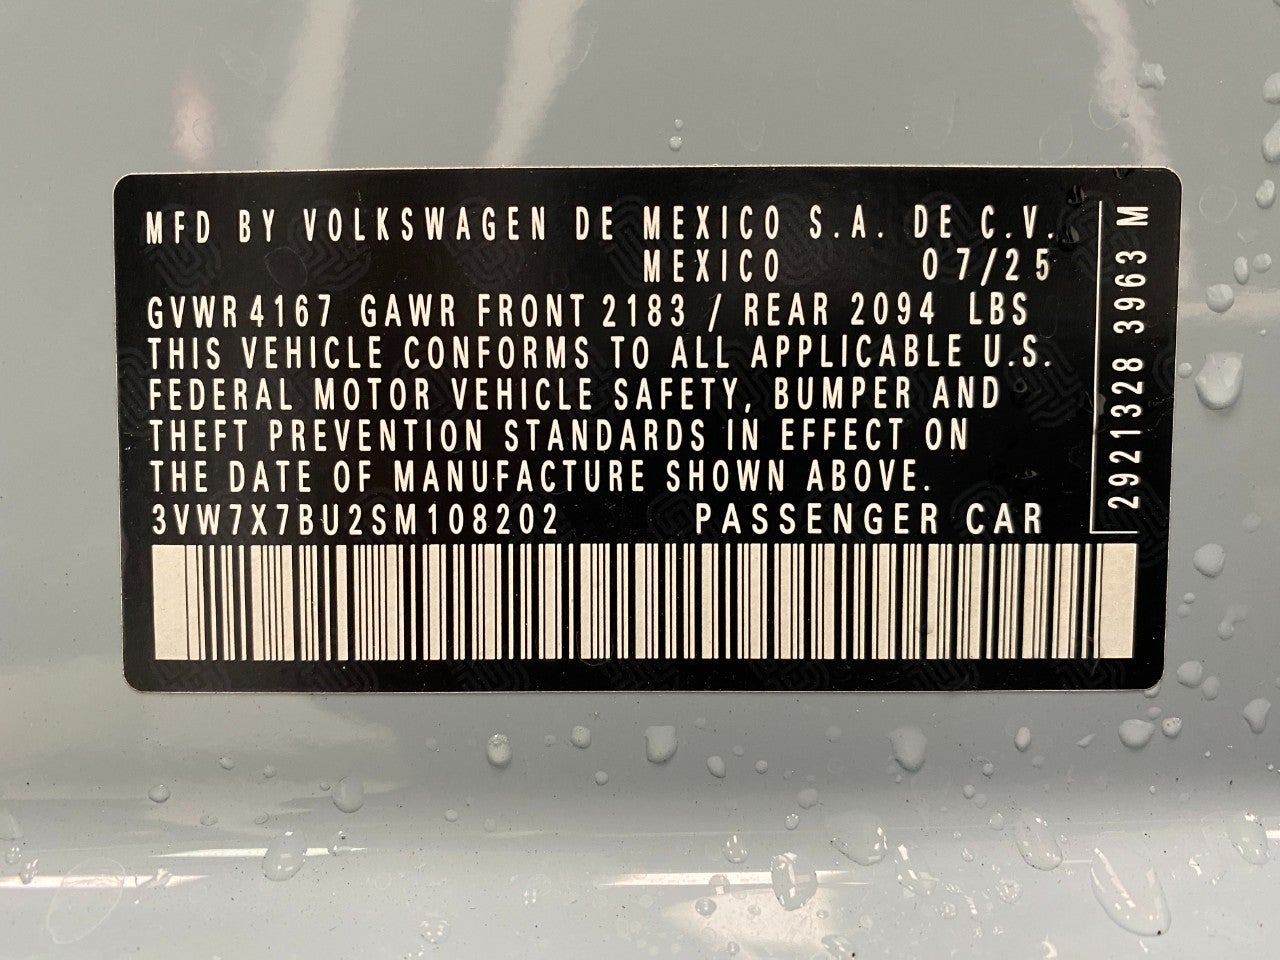 MFD BY VOLKSWAGEN DE MEXICO S.A. DE C.V.
MEXICO 07/25
GVWR 4167 GAWR FRONT 2183 / REAR 2094 LBS
THIS VEHICLE CONFORMS TO ALL APPLICABLE U.S.
FEDERAL MOTOR VEHICLE SAFETY, BUMPER AND
THEFT PREVENTION STANDARDS IN EFFECT ON
THE DATE OF MANUFACTURE SHOWN ABOVE.
3VW7X7BU2SM108202 PASSENGER CAR
2921328 3963 M